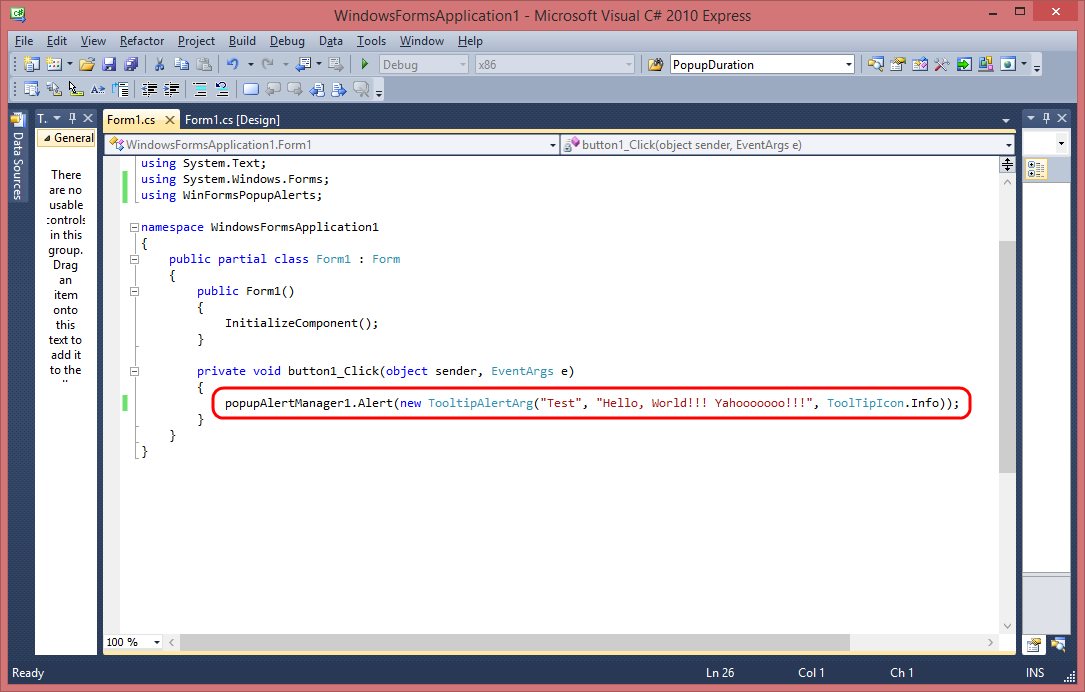 WindowsFormsApplication1 - Microsoft Visual C# 2010 Express
File Edit View Refactor Project Build Debug Data Tools Window Help
Debug x86 PopupDuration
T. Form1.cs Form1.cs [Design]
General
WindowsFormsApplication1.Form1 button1_Click(object sender, EventArgs e)
Data Sources
There
are no
usable
controls
in this
group.
Drag
an
item
onto
this
text to
add it
to the
using System.Text;
using System.Windows.Forms;
using WinFormsPopupAlerts;
namespace WindowsFormsApplication1
{
public partial class Form1 : Form
{
public Form1()
{
InitializeComponent();
}
private void button1_Click(object sender, EventArgs e)
{
popupAlertManager1.Alert(new TooltipAlertArg("Test", "Hello, World!!! Yahooooooo!!!", ToolTipIcon.Info));
}
}
}
100 %
Ready Ln 26 Col 1 Ch 1 INS